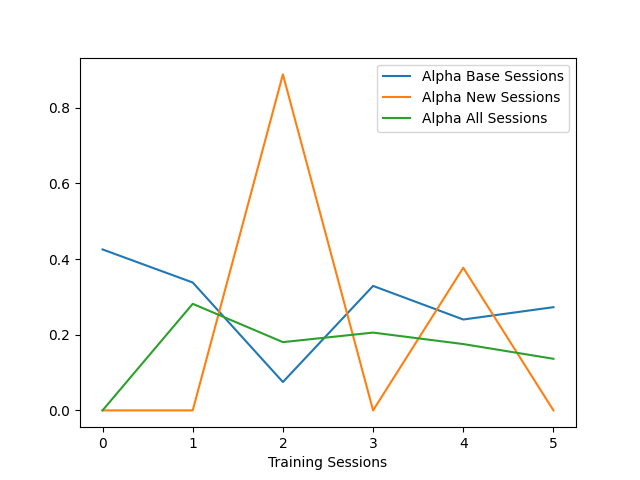 Alpha Base Sessions
Alpha New Sessions
Alpha All Sessions
0.8
0.6
0.4
0.2
0.0
0 1 2 3 4 5
Training Sessions